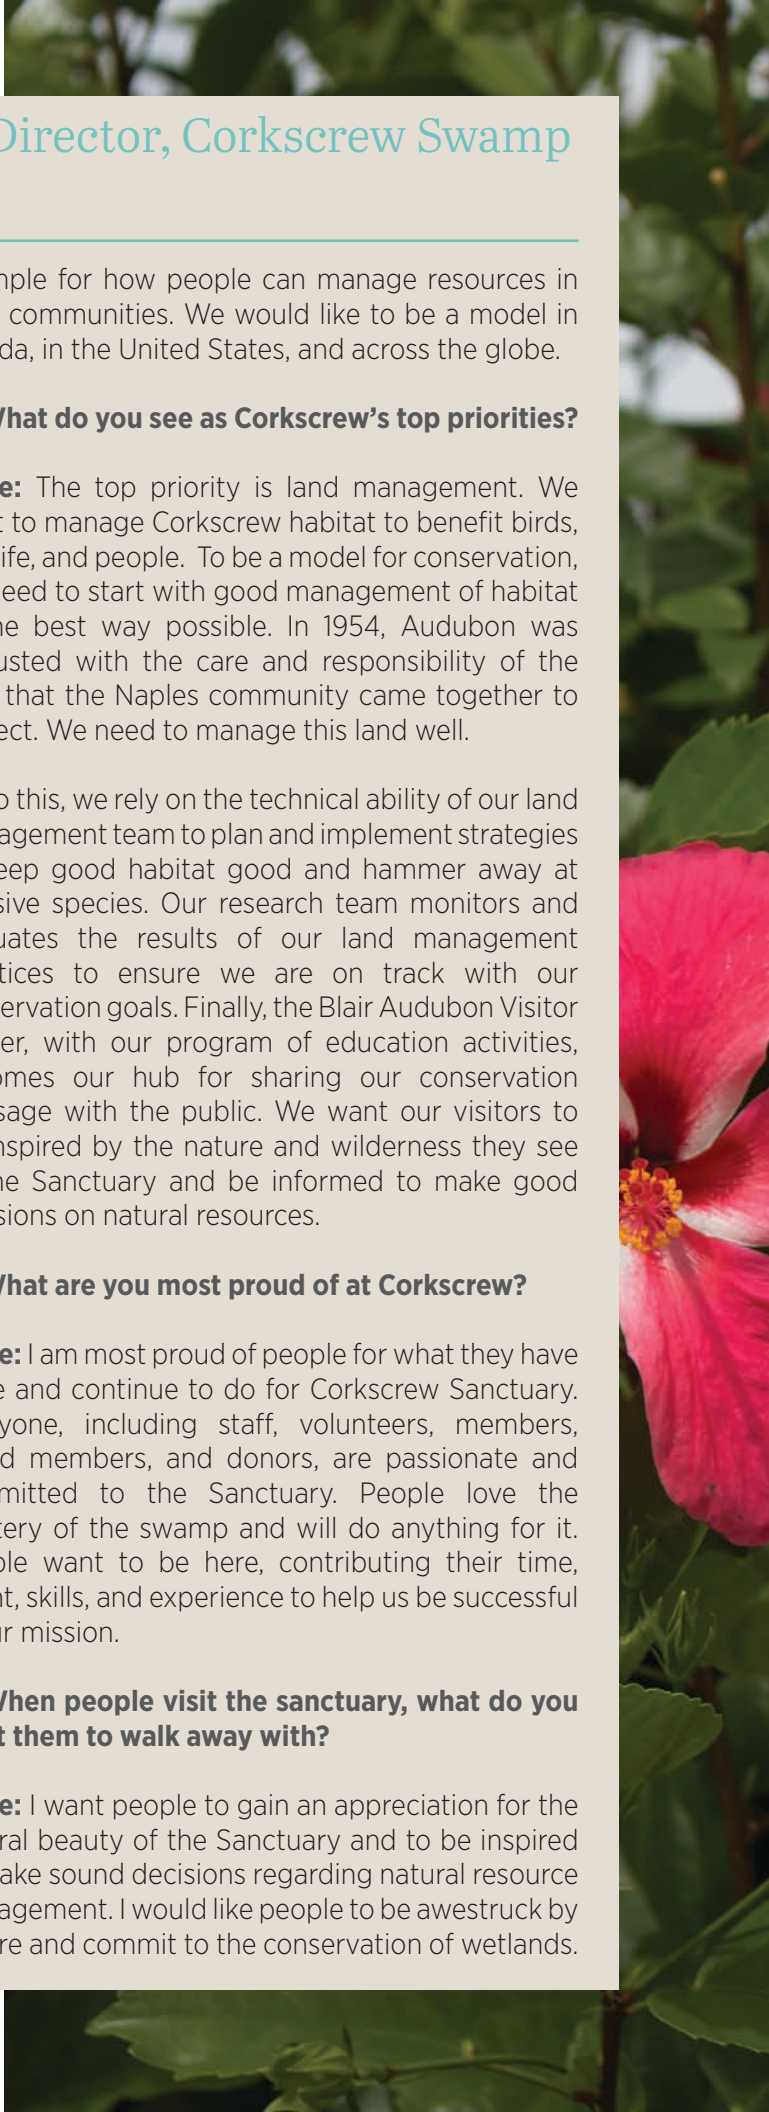 Director, Corkscrew Swamp
mple for how people can manage resources in
communities. We would like to be a model in
da, in the United States, and across the globe.
What do you see as Corkscrew’s top priorities?
e: The top priority is land management. We
t to manage Corkscrew habitat to benefit birds,
ife, and people. To be a model for conservation,
eed to start with good management of habitat
he best way possible. In 1954, Audubon was
usted with the care and responsibility of the
that the Naples community came together to
ect. We need to manage this land well.
o this, we rely on the technical ability of our land
agement team to plan and implement strategies
eep good habitat good and hammer away at
sive species. Our research team monitors and
uates the results of our land management
tices to ensure we are on track with our
ervation goals. Finally, the Blair Audubon Visitor
er, with our program of education activities,
omes our hub for sharing our conservation
sage with the public. We want our visitors to
nspired by the nature and wilderness they see
he Sanctuary and be informed to make good
sions on natural resources.
What are you most proud of at Corkscrew?
e: I am most proud of people for what they have
e and continue to do for Corkscrew Sanctuary.
yone, including staff, volunteers, members,
d members, and donors, are passionate and
mitted to the Sanctuary. People love the
tery of the swamp and will do anything for it.
ple want to be here, contributing their time,
nt, skills, and experience to help us be successful
ur mission.
When people visit the sanctuary, what do you
t them to walk away with?
e: I want people to gain an appreciation for the
ral beauty of the Sanctuary and to be inspired
ake sound decisions regarding natural resource
agement. I would like people to be awestruck by
re and commit to the conservation of wetlands.